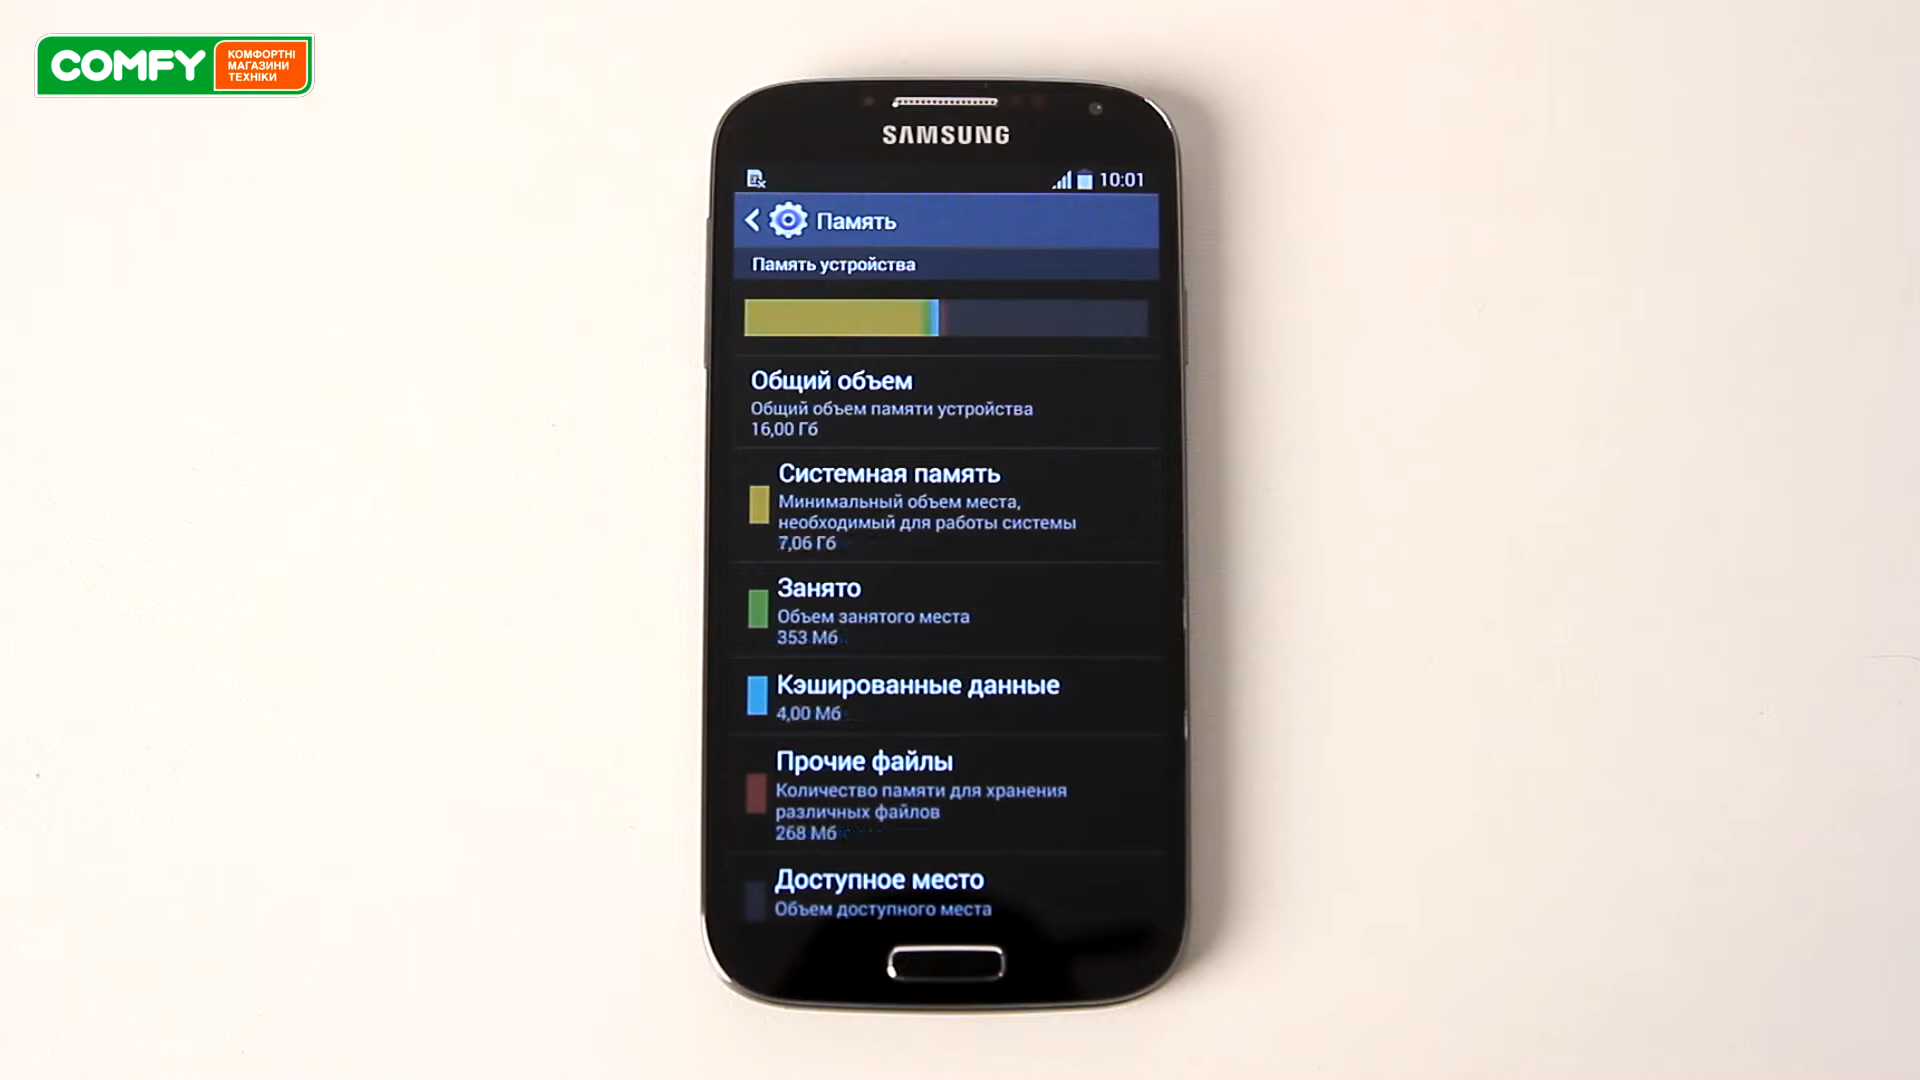 COMFY
КОМФОРТНІ
МАГАЗИНИ
ТЕХНІКИ
SAMSUNG
10:01
Память
Память устройства
Общий объем
Общий объем памяти устройства
16,00 Гб
Системная память
Минимальный объем места,
необходимый для работы системы
7,06 Гб
Занято
Объем занятого места
353 Мб
Кэшированные данные
4,00 Мб
Прочие файлы
Количество памяти для хранения
различных файлов
268 Мб
Доступное место
Объем доступного места